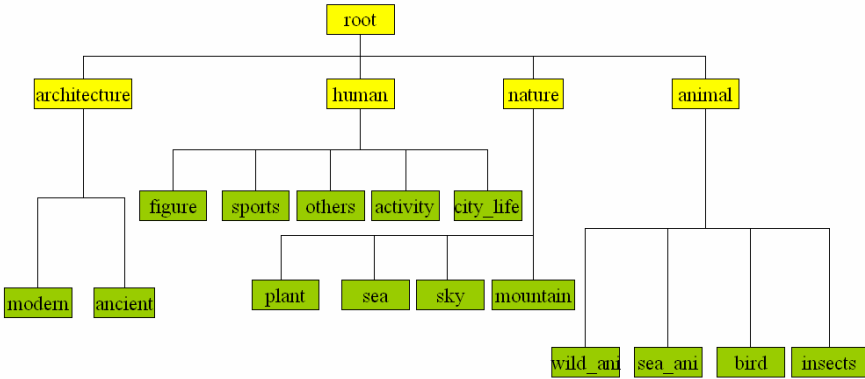 root
architecture
human
nature
animal
figure
sports
others
activity
city_life
plant
sea
sky
mountain
modern
ancient
wild_ani
sea_ani
bird
insects